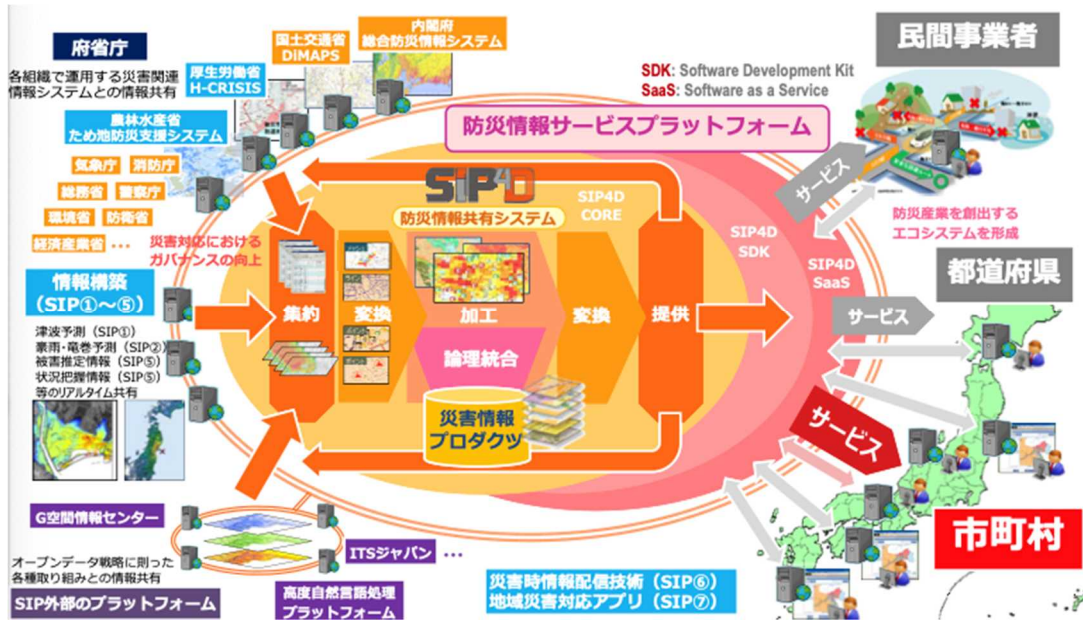 府省庁
各組織で運用する災害関連
情報システムとの情報共有
厚生労働省
H-CRISIS
国土交通省
DiMAPS
内閣府
総合防災情報システム
農林水産省
ため池防災支援システム
気象庁
消防庁
総務省
警察庁
環境省
防衛省
経済産業省
…
災害対応における
ガバナンスの向上
SDK: Software Development Kit
SaaS: Software as a Service
防災情報サービスプラットフォーム
民間事業者
サービス
防災産業を創出する
エコシステムを形成
SIP4D
防災情報共有システム
SIP4D
CORE
SIP4D
SDK
SIP4D
SaaS
情報構築
(SIP①～⑤)
津波予測(SIP①)
豪雨・竜巻予測(SIP②)
被害推定情報(SIP⑤)
状況把握情報(SIP⑤)
等のリアルタイム共有
集約
変換
加工
論理統合
変換
提供
災害情報
プロダクツ
都道府県
サービス
サービス
市町村
G空間情報センター
ITSジャパン
…
オープンデータ戦略に則った
各種取り組みとの情報共有
SIP外部のプラットフォーム
高度自然言語処理
プラットフォーム
災害時情報配信技術(SIP⑥)
地域災害対応アプリ(SIP⑦)